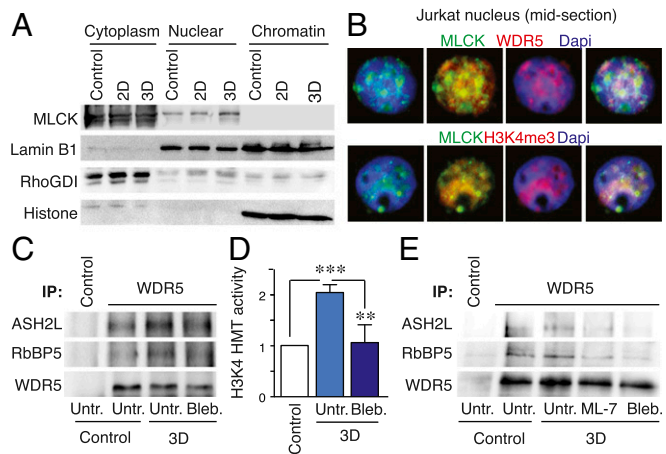 A
Cytoplasm Nuclear Chromatin
Control 2D 3D Control 2D 3D Control 2D 3D
MLCK
Lamin B1
RhoGDI
Histone
B
Jurkat nucleus (mid-section)
MLCK WDR5 Dapi
MLCK H3K4me3 Dapi
C
IP: Control WDR5
ASH2L
RbBP5
WDR5
Untr. Untr. Untr. Bleb.
Control 3D
D
H3K4 HMT activity
***
**
2
1
0
Control Untr. Bleb.
3D
E
IP: Control WDR5
ASH2L
RbBP5
WDR5
Untr. Untr. Untr. ML-7 Bleb.
Control 3D